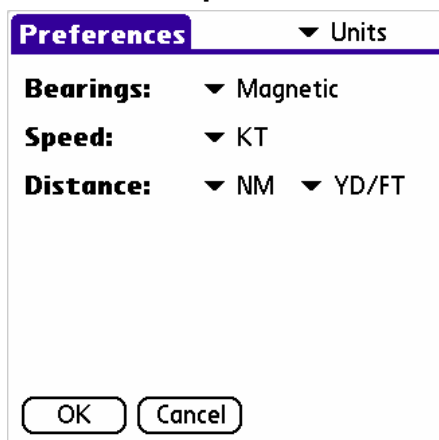 Preferences Units
Bearings: Magnetic
Speed: KT
Distance: NM YD/FT
OK Cancel